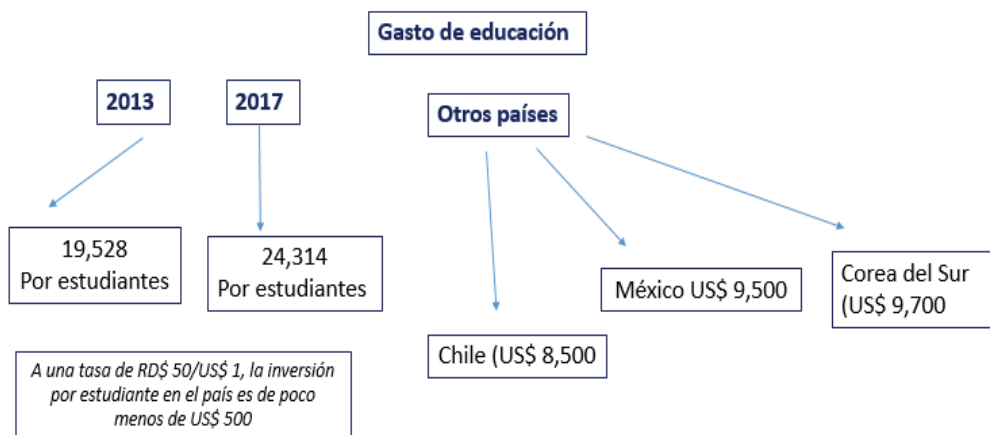 Gasto de educación
2013
2017
Otros países
19,528
Por estudiantes
24,314
Por estudiantes
México US$ 9,500
Corea del Sur
(US$ 9,700
Chile (US$ 8,500
A una tasa de RD$ 50/US$ 1, la inversión
por estudiante en el país es de poco
menos de US$ 500